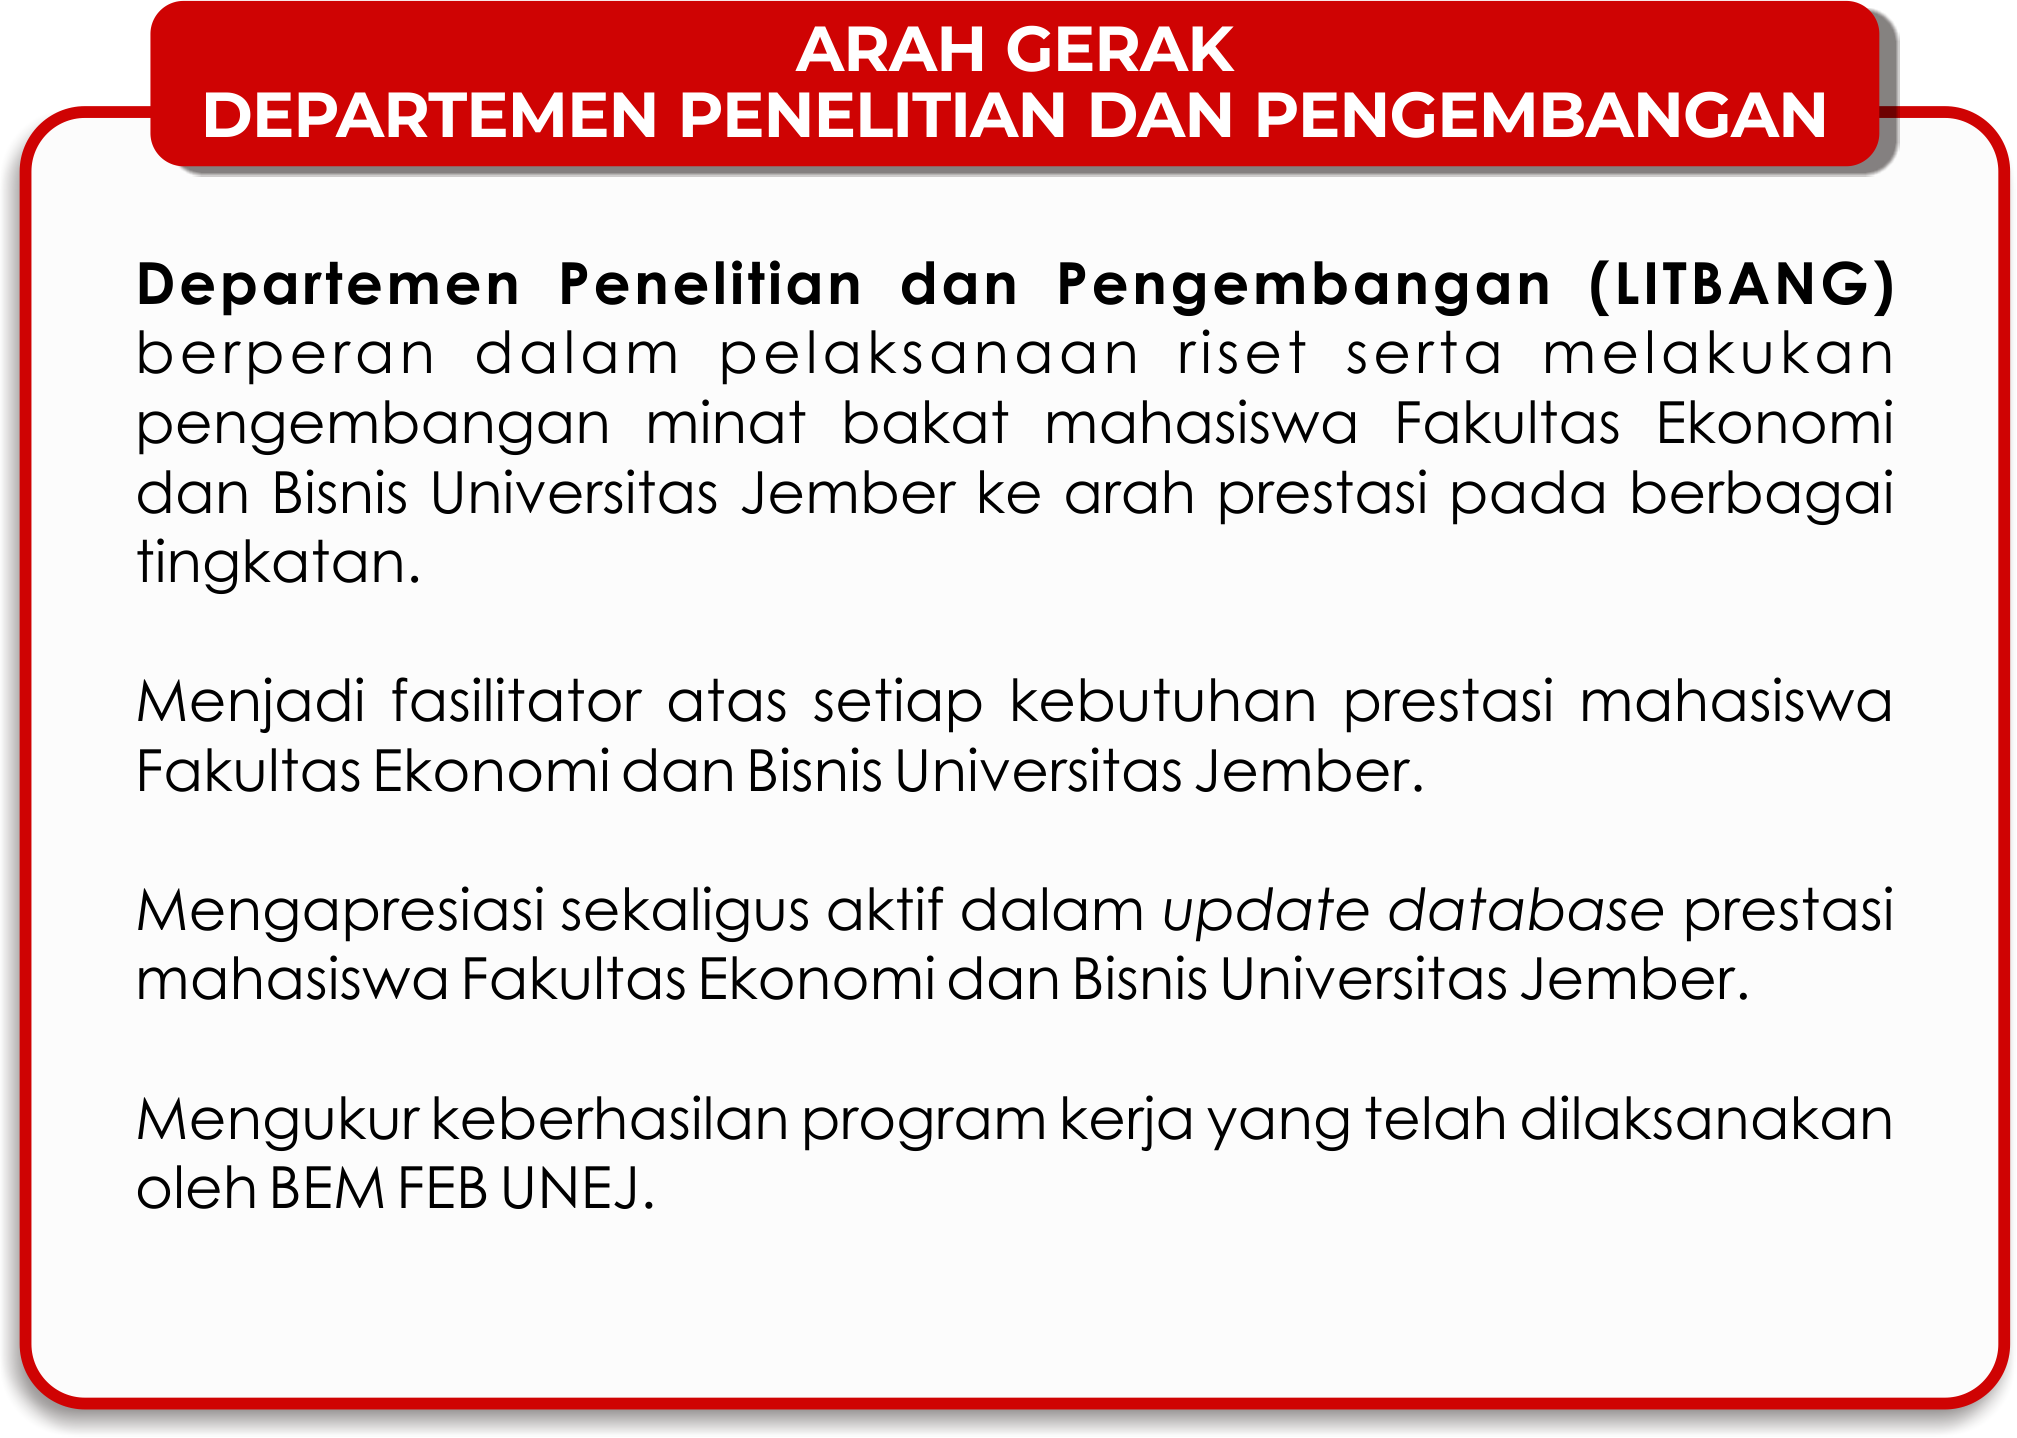 ARAH GERAK
DEPARTEMEN PENELITIAN DAN PENGEMBANGAN
Departemen Penelitian dan Pengembangan (LITBANG)
berperan dalam pelaksanaan riset serta melakukan
pengembangan minat bakat mahasiswa Fakultas Ekonomi
dan Bisnis Universitas Jember ke arah prestasi pada berbagai
tingkatan.
Menjadi fasilitator atas setiap kebutuhan prestasi mahasiswa
Fakultas Ekonomi dan Bisnis Universitas Jember.
Mengapresiasi sekaligus aktif dalam update database prestasi
mahasiswa Fakultas Ekonomi dan Bisnis Universitas Jember.
Mengukur keberhasilan program kerja yang telah dilaksanakan
oleh BEM FEB UNEJ.